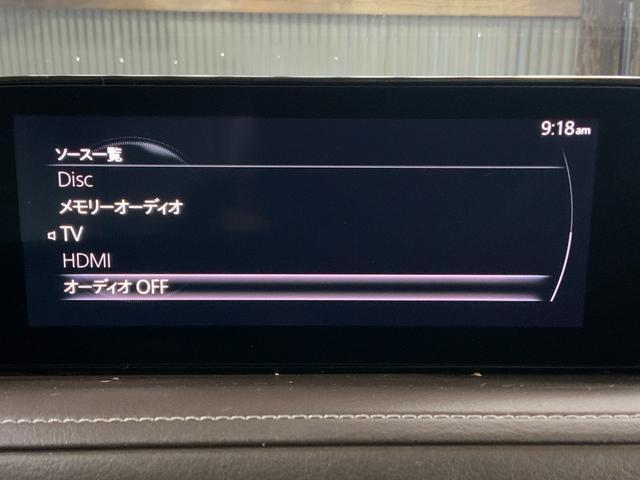 9:18am
ソース一覧
Disc
メモリーオーディオ
TV
HDMI
オーディオ OFF